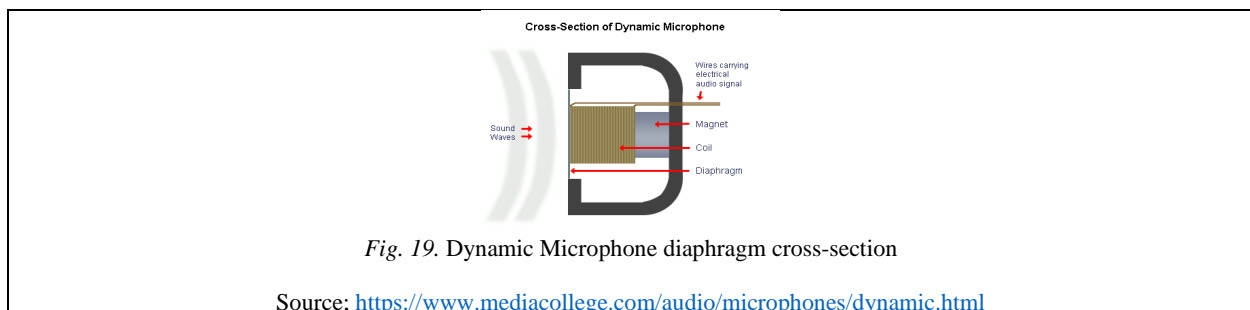 Cross-Section of Dynamic Microphone
Wires carrying
electrical
audio signal
Sound
Waves
Magnet
Coil
Diaphragm
Fig. 19. Dynamic Microphone diaphragm cross-section
Source: https://www.mediacollege.com/audio/microphones/dynamic.html